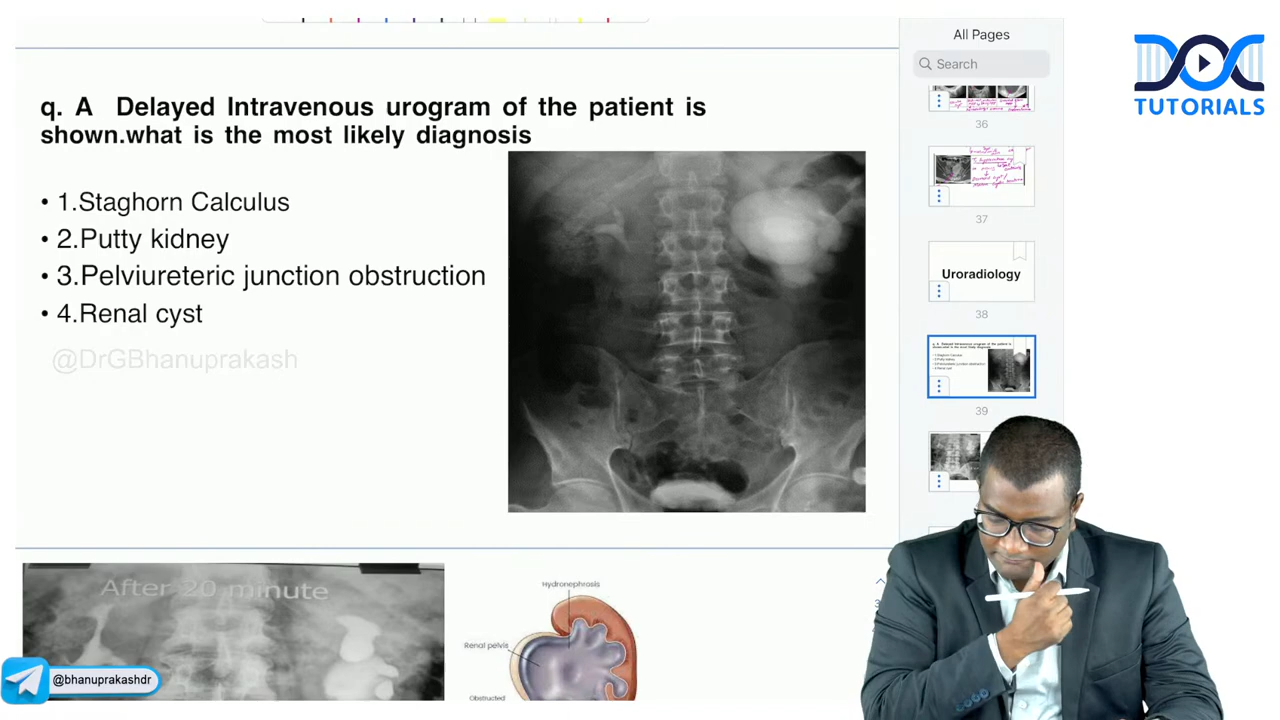 All Pages
Search
DOC
TUTORIALS
q. A Delayed Intravenous urogram of the patient is
shown.what is the most likely diagnosis
• 1.Staghorn Calculus
• 2.Putty kidney
• 3.Pelviureteric junction obstruction
• 4.Renal cyst
@DrGBhanuprakash
36
37
Uroradiology
38
39
After 20 minute
Hydronephrosis
Renal pelvis
Obstructed
@bhanuprakashdr